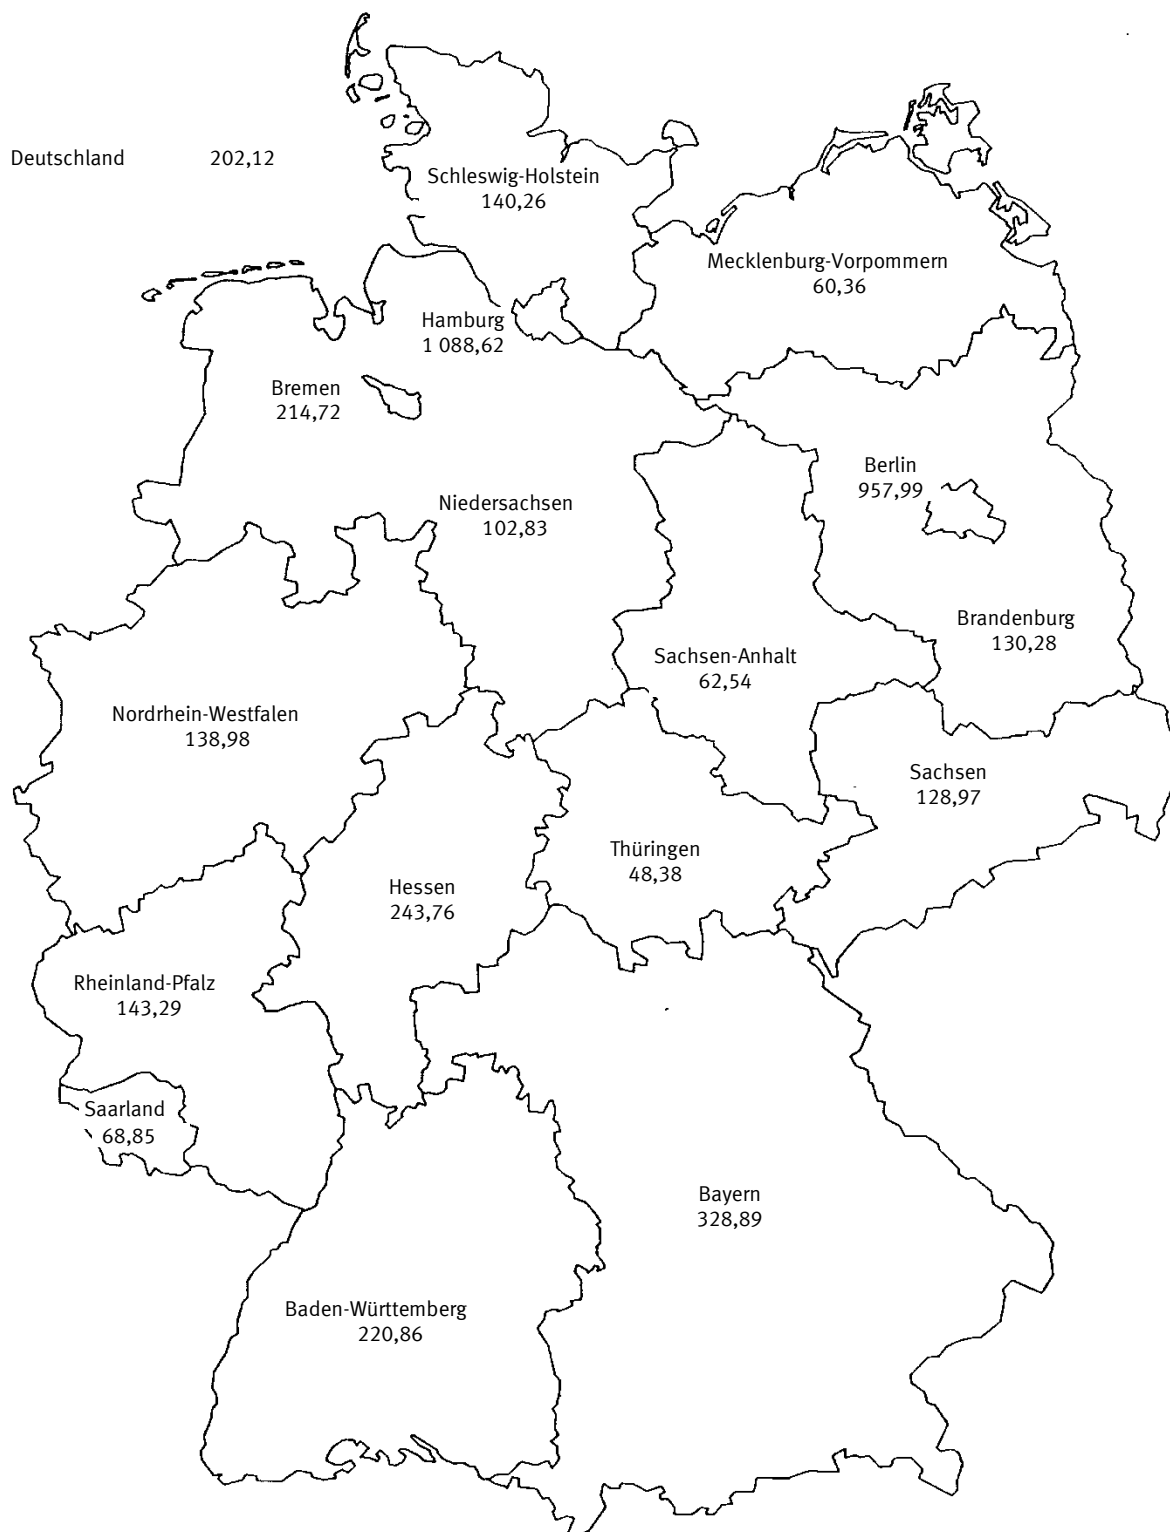 Deutschland 202,12
Schleswig-Holstein
140,26
Mecklenburg-Vorpommern
60,36
Hamburg
1 088,62
Bremen
214,72
Berlin
957,99
Niedersachsen
102,83
Brandenburg
130,28
Sachsen-Anhalt
62,54
Nordrhein-Westfalen
138,98
Sachsen
128,97
Thüringen
48,38
Hessen
243,76
Rheinland-Pfalz
143,29
Saarland
68,85
Bayern
328,89
Baden-Württemberg
220,86